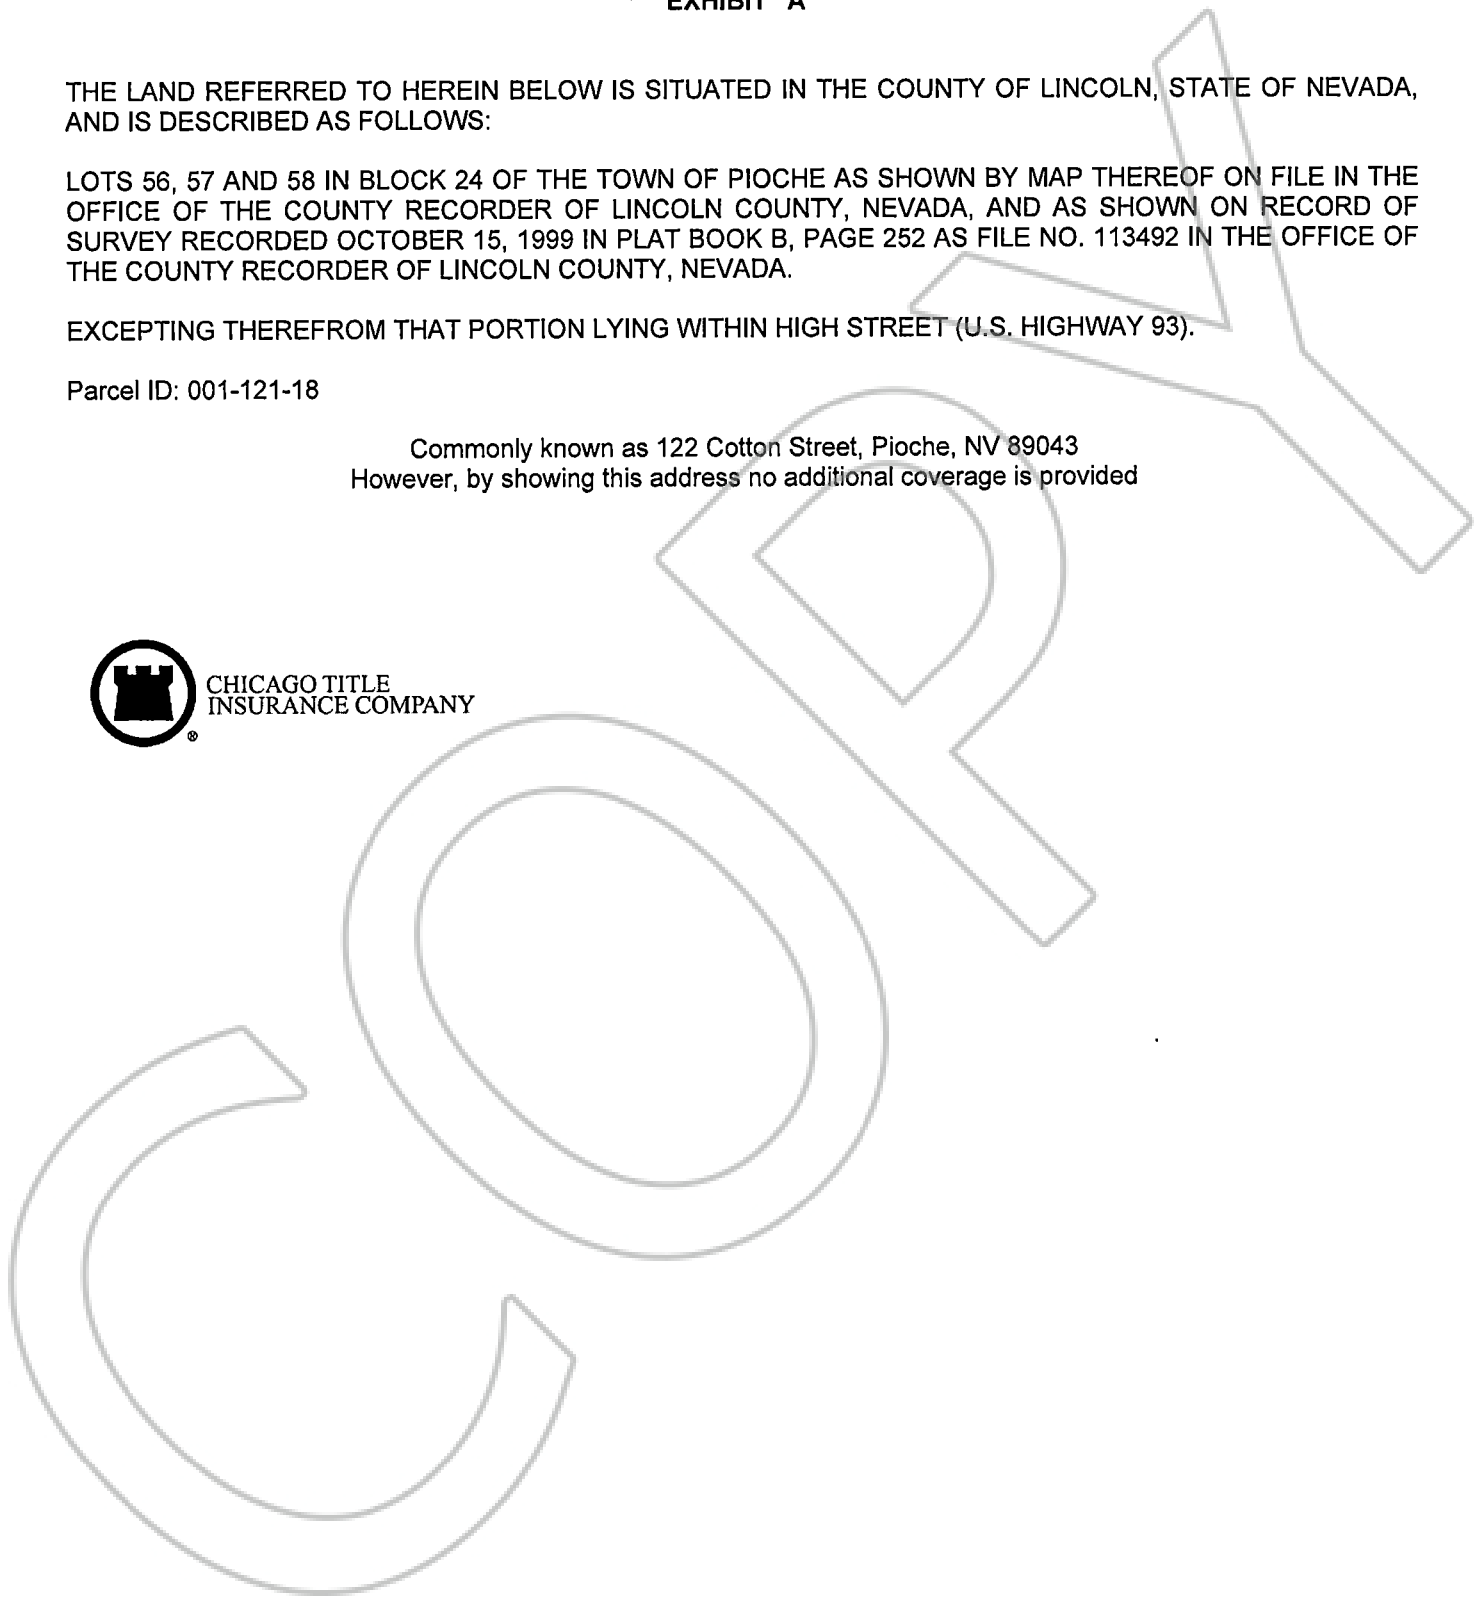 EXHIBIT "A"
THE LAND REFERRED TO HEREIN BELOW IS SITUATED IN THE COUNTY OF LINCOLN, STATE OF NEVADA,
AND IS DESCRIBED AS FOLLOWS:
LOTS 56, 57 AND 58 IN BLOCK 24 OF THE TOWN OF PIOCHE AS SHOWN BY MAP THEREOF ON FILE IN THE
OFFICE OF THE COUNTY RECORDER OF LINCOLN COUNTY, NEVADA, AND AS SHOWN ON RECORD OF
SURVEY RECORDED OCTOBER 15, 1999 IN PLAT BOOK B, PAGE 252 AS FILE NO. 113492 IN THE OFFICE OF
THE COUNTY RECORDER OF LINCOLN COUNTY, NEVADA.
EXCEPTING THEREFROM THAT PORTION LYING WITHIN HIGH STREET (U.S. HIGHWAY 93).
Parcel ID: 001-121-18
Commonly known as 122 Cotton Street, Pioche, NV 89043
However, by showing this address no additional coverage is provided
CHICAGO TITLE
INSURANCE COMPANY
®
COPY